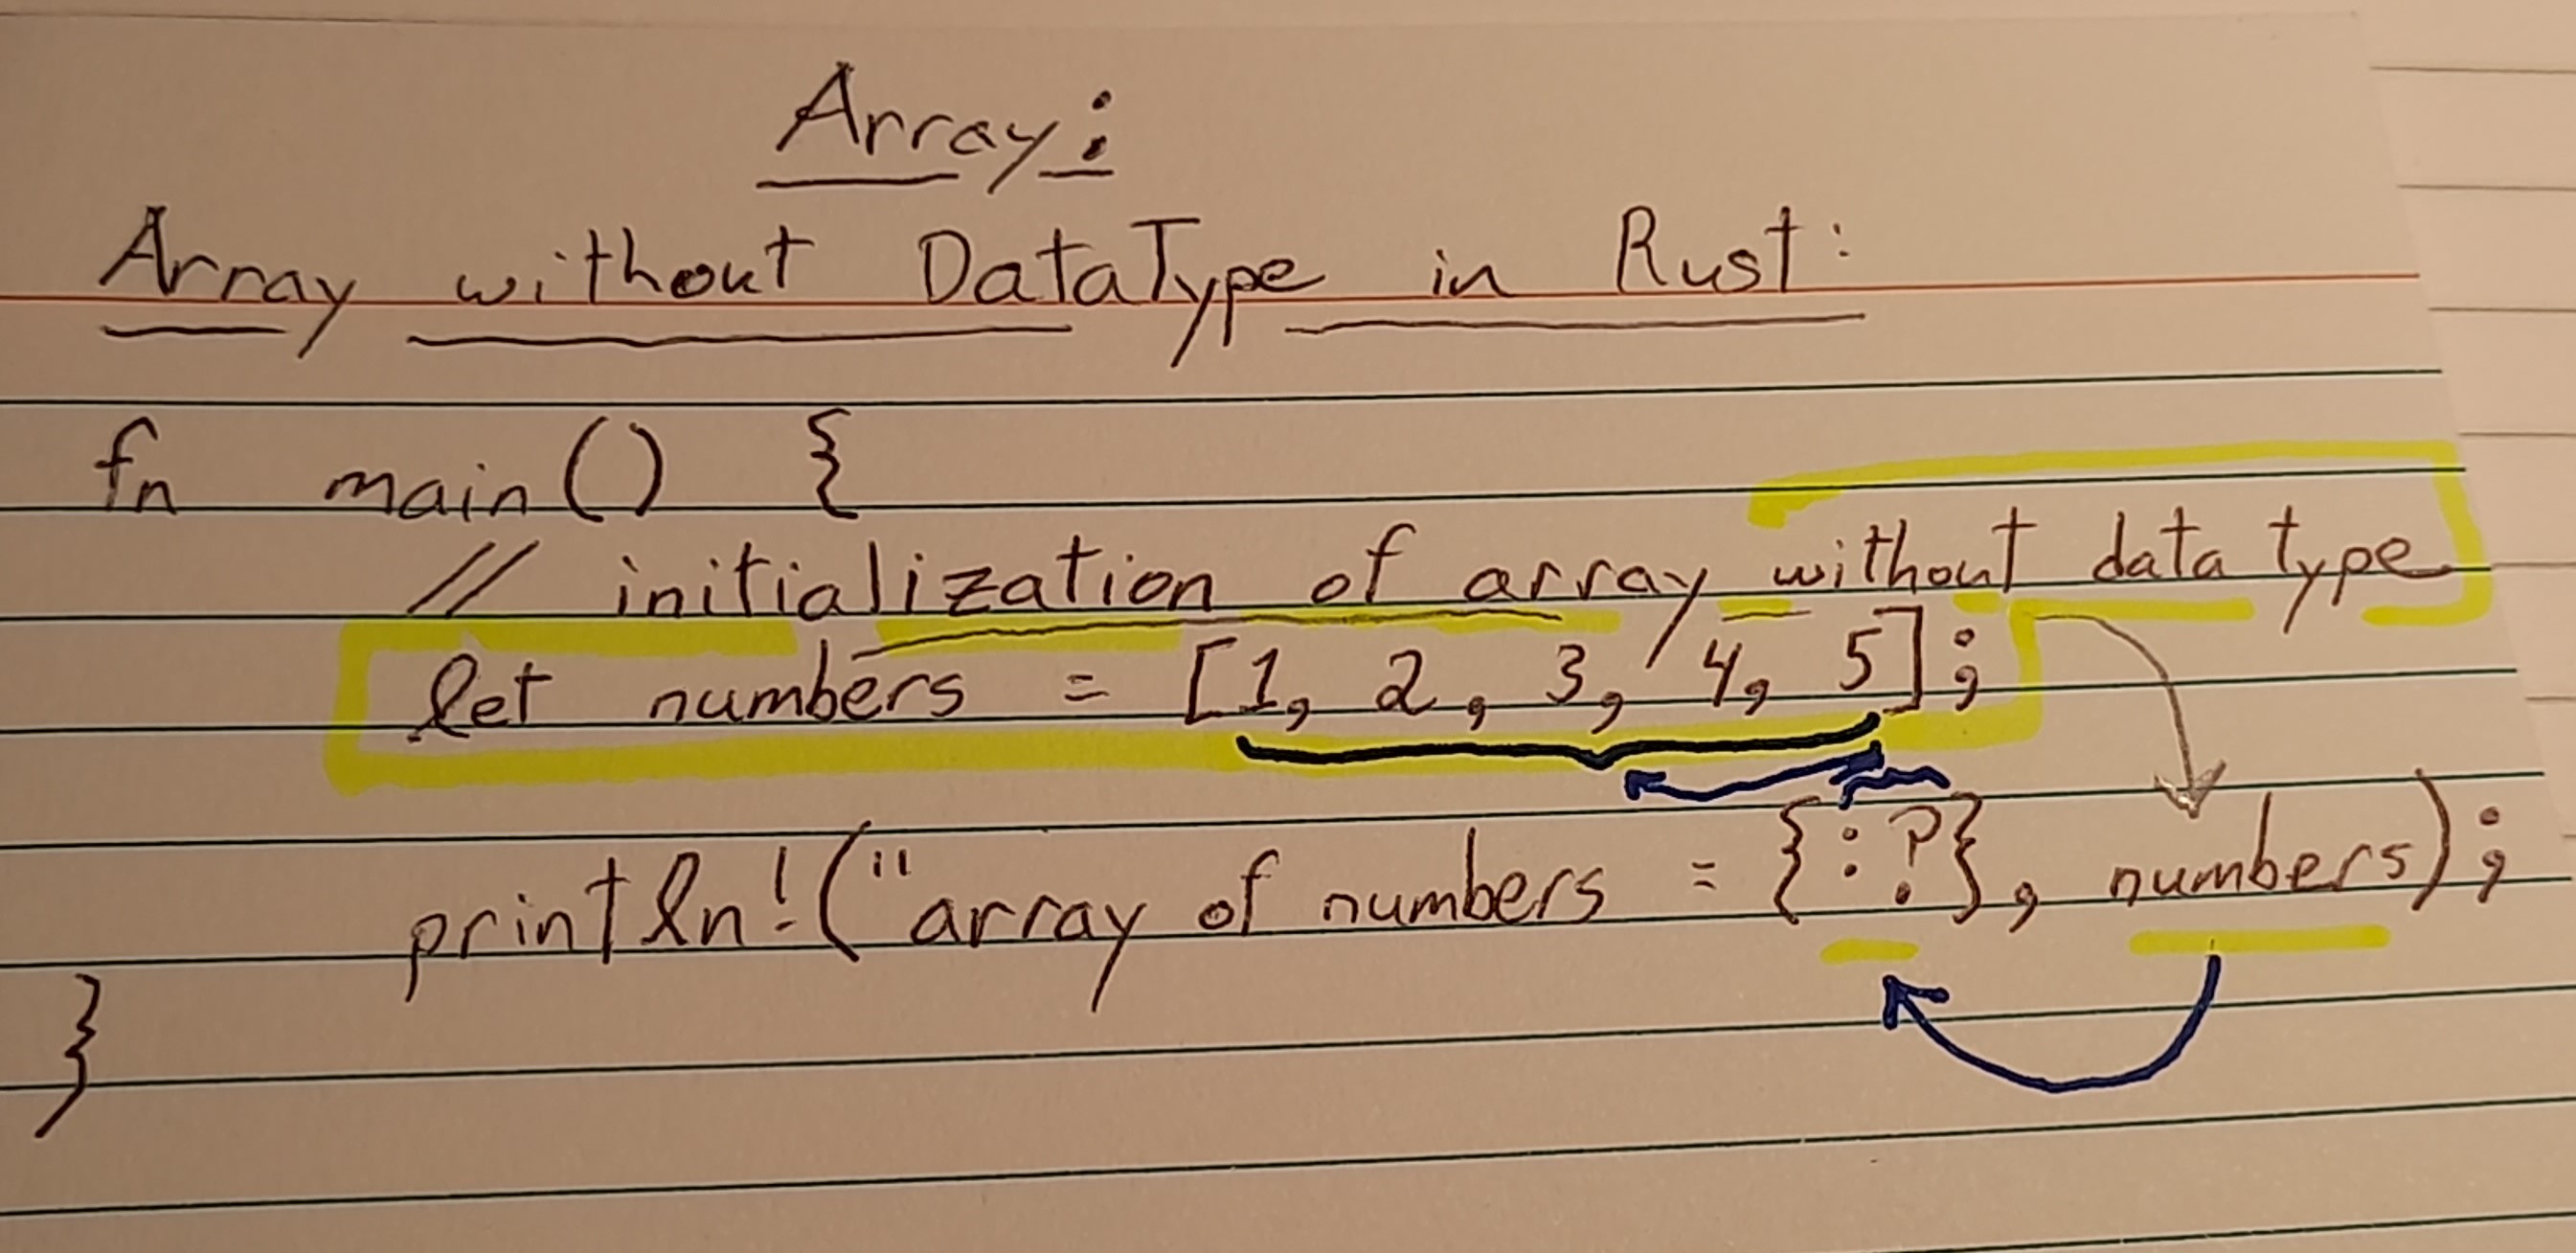 Array:
Array without DataType in Rust:
fn main() {
// initialization of array without data type
let numbers = [1, 2, 3, 4, 5];
println!("array of numbers = {:?}, numbers);
}